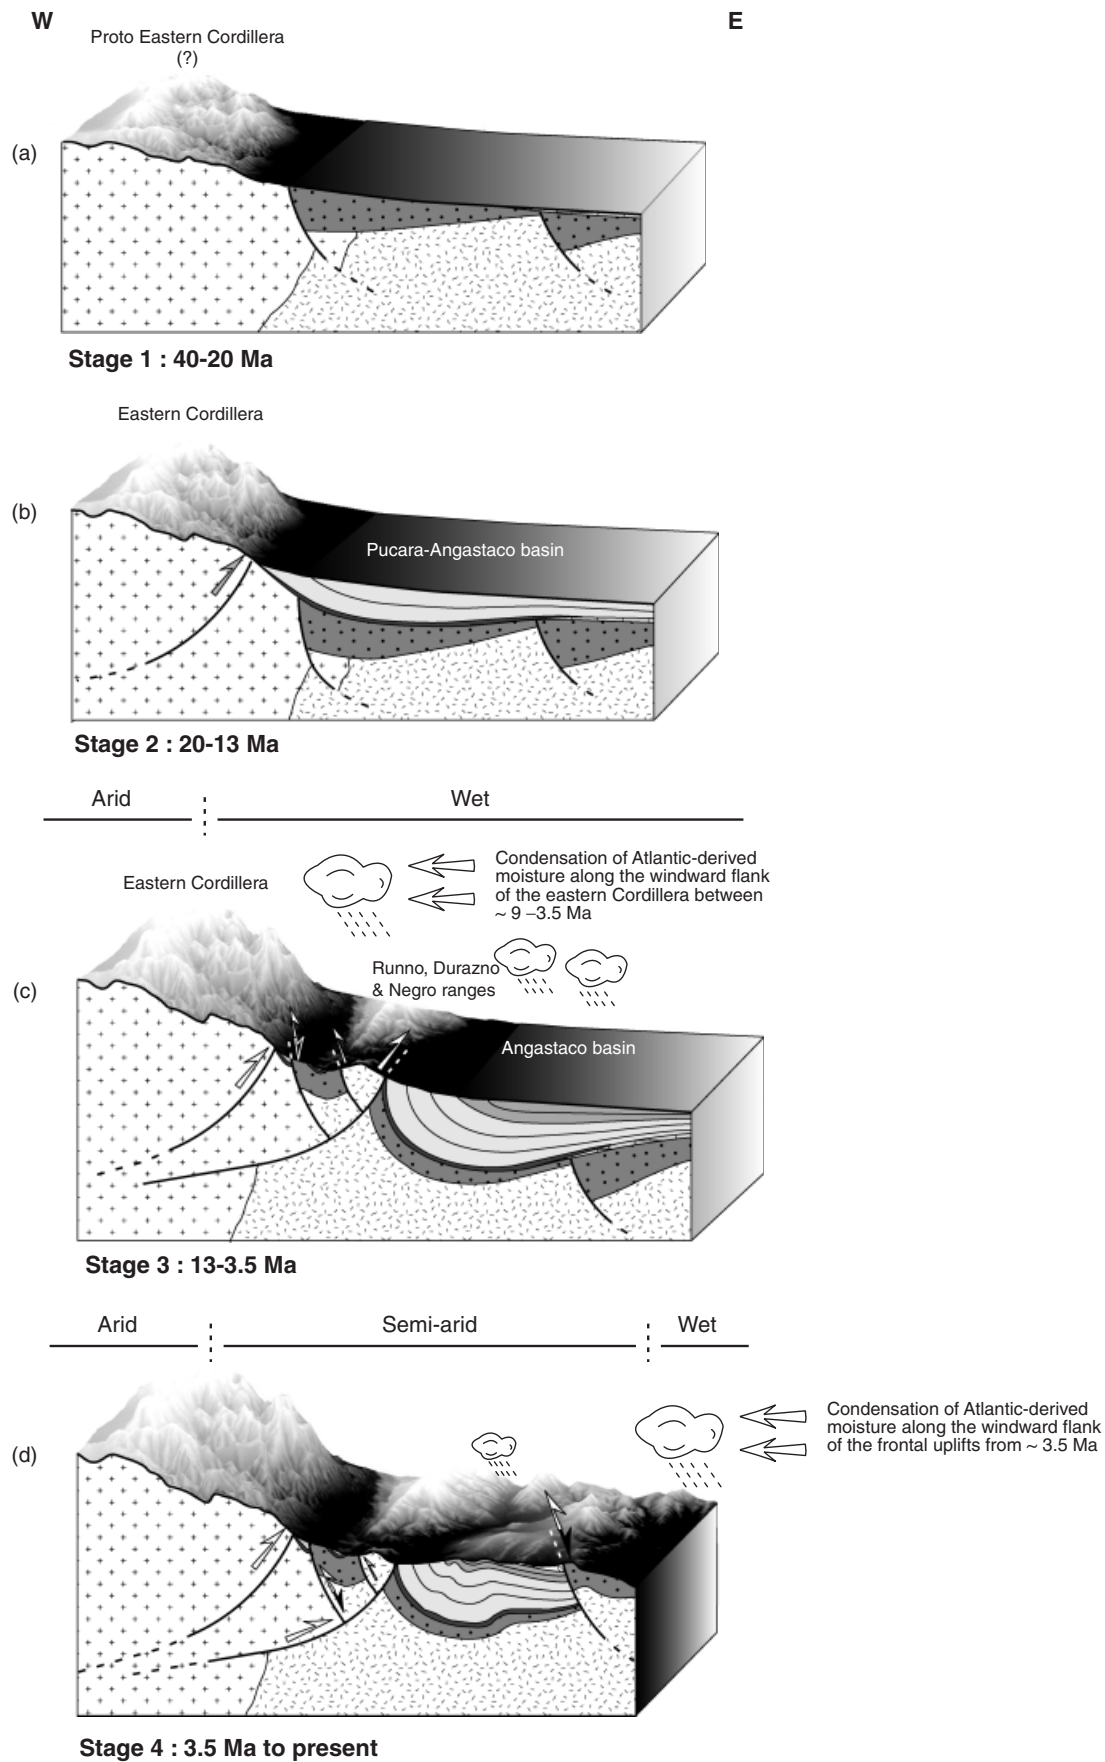 W
E
Proto Eastern Cordillera
(?)
(a)
Stage 1 : 40-20 Ma
Eastern Cordillera
(b)
Pucara-Angastaco basin
Stage 2 : 20-13 Ma
Arid
Wet
Eastern Cordillera
Condensation of Atlantic-derived
moisture along the windward flank
of the eastern Cordillera between
~ 9 –3.5 Ma
Runno, Durazno
& Negro ranges
(c)
Angastaco basin
Stage 3 : 13-3.5 Ma
Arid
Semi-arid
Wet
Condensation of Atlantic-derived
moisture along the windward flank
of the frontal uplifts from ~ 3.5 Ma
(d)
Stage 4 : 3.5 Ma to present